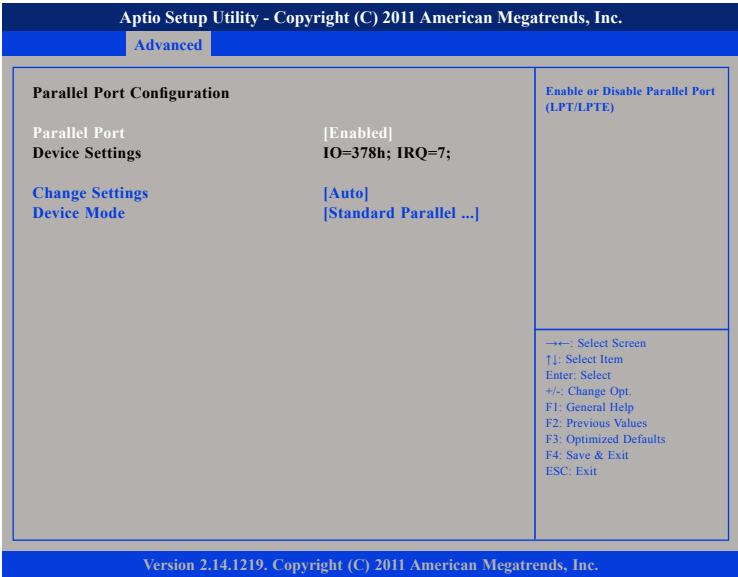 Aptio Setup Utility - Copyright (C) 2011 American Megatrends, Inc.
Advanced
Parallel Port Configuration
Parallel Port [Enabled]
Device Settings IO=378h; IRQ=7;
Change Settings [Auto]
Device Mode [Standard Parallel ...]
Enable or Disable Parallel Port
(LPT/LPTE)
→←: Select Screen
↑↓: Select Item
Enter: Select
+/-: Change Opt.
F1: General Help
F2: Previous Values
F3: Optimized Defaults
F4: Save & Exit
ESC: Exit
Version 2.14.1219. Copyright (C) 2011 American Megatrends, Inc.